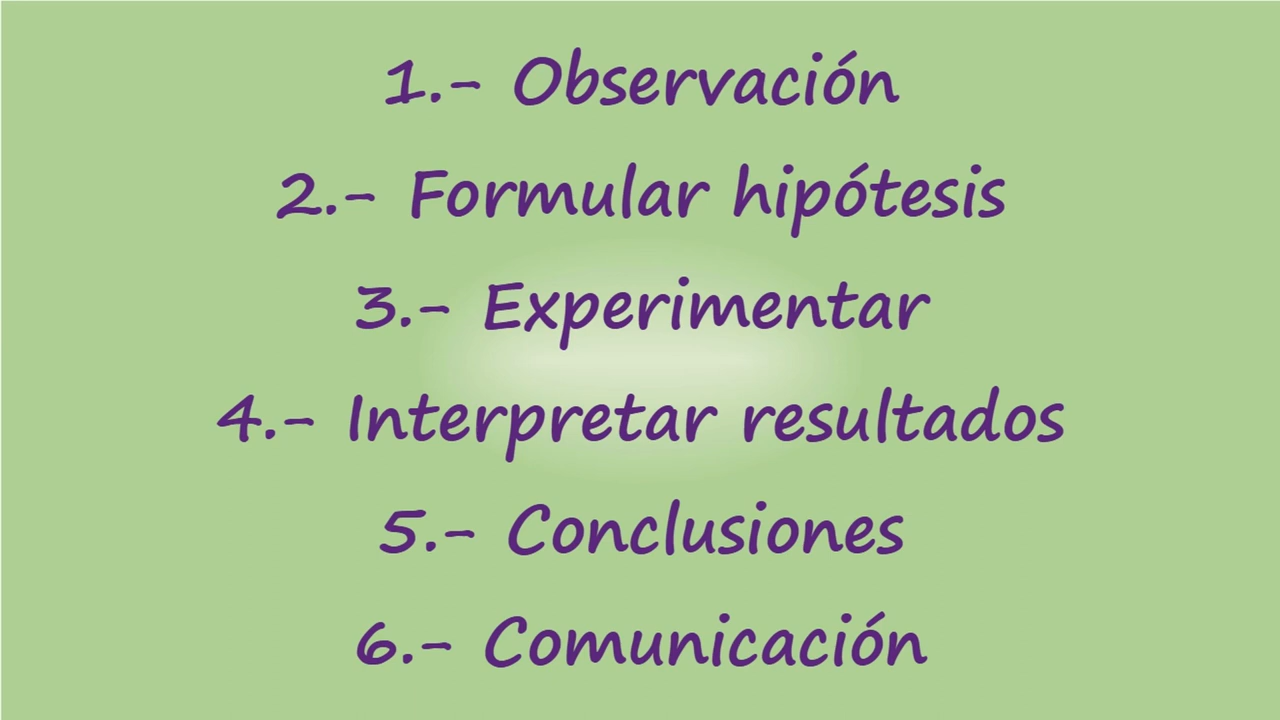 1.- Observación
2.- Formular hipótesis
3.- Experimentar
4.- Interpretar resultados
5.- Conclusiones
6.- Comunicación